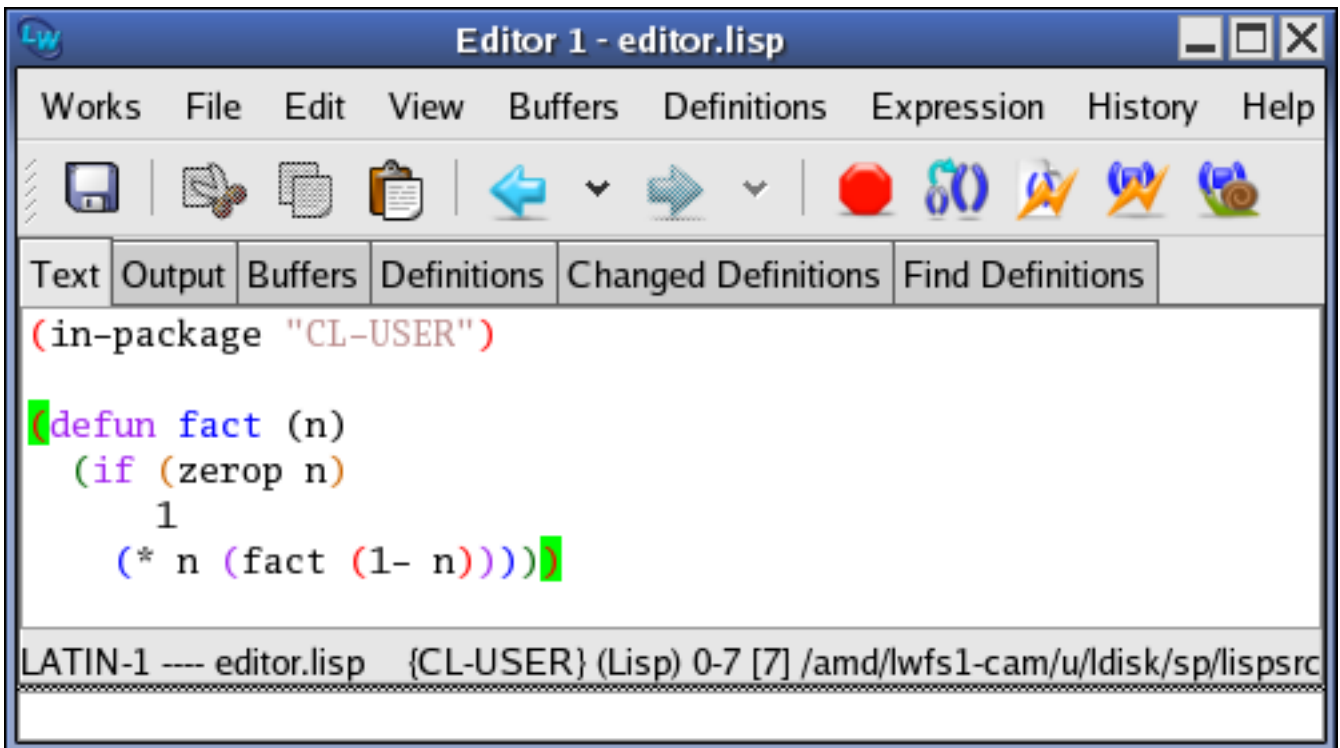 LW Editor 1 - editor.lisp
Works File Edit View Buffers Definitions Expression History Help
Text Output Buffers Definitions Changed Definitions Find Definitions
(in-package "CL-USER")
(defun fact (n)
  (if (zerop n)
      1
    (* n (fact (1- n)))))
LATIN-1 ---- editor.lisp {CL-USER} (Lisp) 0-7 [7] /amd/lwfs1-cam/u/ldisk/sp/lispsrc